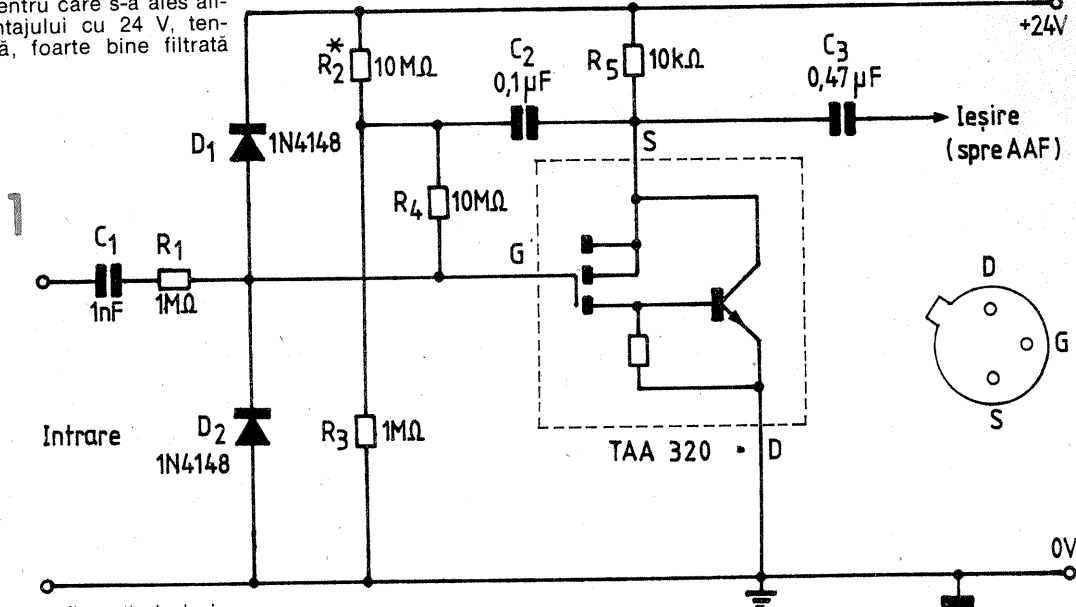 entru care s-a ales ali-
ntajului cu 24 V, ten-
ă, foarte bine filtrată
+24V
R2* 10MΩ
C2
0,1µF
R5 10kΩ
C3
0,47µF
D1 1N4148
S
Ieșire
(spre AAF)
1
R4 10MΩ
C1
1nF
R1
1MΩ
G
D
G
S
Intrare
D2
1N4148
R3 1MΩ
TAA 320
D
0V